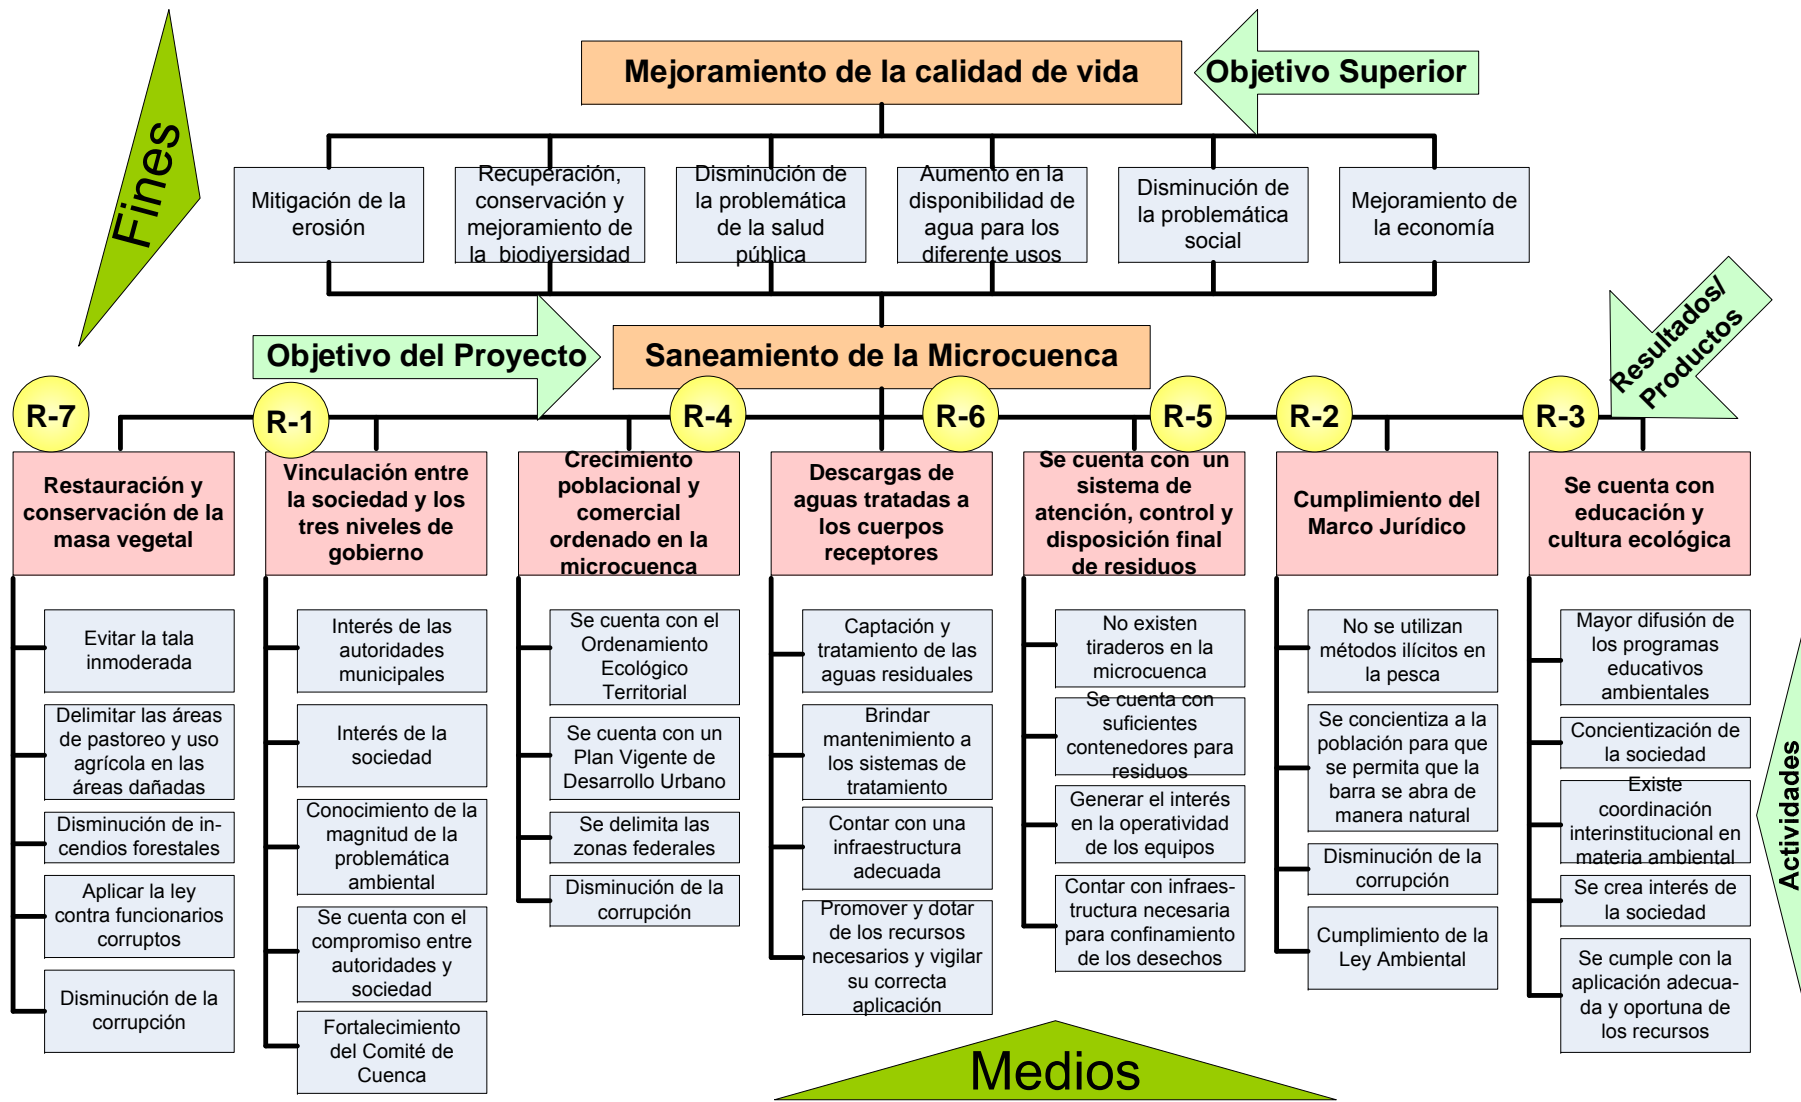 Mejoramiento de la calidad de vida
Objetivo Superior
Fines
Mitigación de la
erosión
Recuperación,
conservación y
mejoramiento de
la biodiversidad
Disminución de
la problemática
de la salud
pública
Aumento en la
disponibilidad de
agua para los
diferente usos
Disminución de
la problemática
social
Mejoramiento de
la economía
Objetivo del Proyecto
Saneamiento de la Microcuenca
Resultados/
Productos
R-7
R-1
R-4
R-6
R-5
R-2
R-3
Restauración y
conservación de la
masa vegetal
Vinculación entre
la sociedad y los
tres niveles de
gobierno
Crecimiento
poblacional y
comercial
ordenado en la
microcuenca
Descargas de
aguas tratadas a
los cuerpos
receptores
Se cuenta con un
sistema de
atención, control y
disposición final
de residuos
Cumplimiento del
Marco Jurídico
Se cuenta con
educación y
cultura ecológica
Evitar la tala
inmoderada
Delimitar las áreas
de pastoreo y uso
agrícola en las
áreas dañadas
Disminución de in-
cendios forestales
Aplicar la ley
contra funcionarios
corruptos
Disminución de la
corrupción
Interés de las
autoridades
municipales
Interés de la
sociedad
Conocimiento de la
magnitud de la
problemática
ambiental
Se cuenta con el
compromiso entre
autoridades y
sociedad
Fortalecimiento
del Comité de
Cuenca
Se cuenta con el
Ordenamiento
Ecológico
Territorial
Se cuenta con un
Plan Vigente de
Desarrollo Urbano
Se delimita las
zonas federales
Disminución de la
corrupción
Captación y
tratamiento de las
aguas residuales
Brindar
mantenimiento a
los sistemas de
tratamiento
Contar con una
infraestructura
adecuada
Promover y dotar
de los recursos
necesarios y vigilar
su correcta
aplicación
No existen
tiraderos en la
microcuenca
Se cuenta con
suficientes
contenedores para
residuos
Generar el interés
en la operatividad
de los equipos
Contar con infraes-
tructura necesaria
para confinamiento
de los desechos
No se utilizan
métodos ilícitos en
la pesca
Se concientiza a la
población para que
se permita que la
barra se abra de
manera natural
Disminución de la
corrupción
Cumplimiento de la
Ley Ambiental
Mayor difusión de
los programas
educativos
ambientales
Concientización de
la sociedad
Existe
coordinación
interinstitucional en
materia ambiental
Se crea interés de
la sociedad
Se cumple con la
aplicación adecua-
da y oportuna de
los recursos
Actividades
Medios